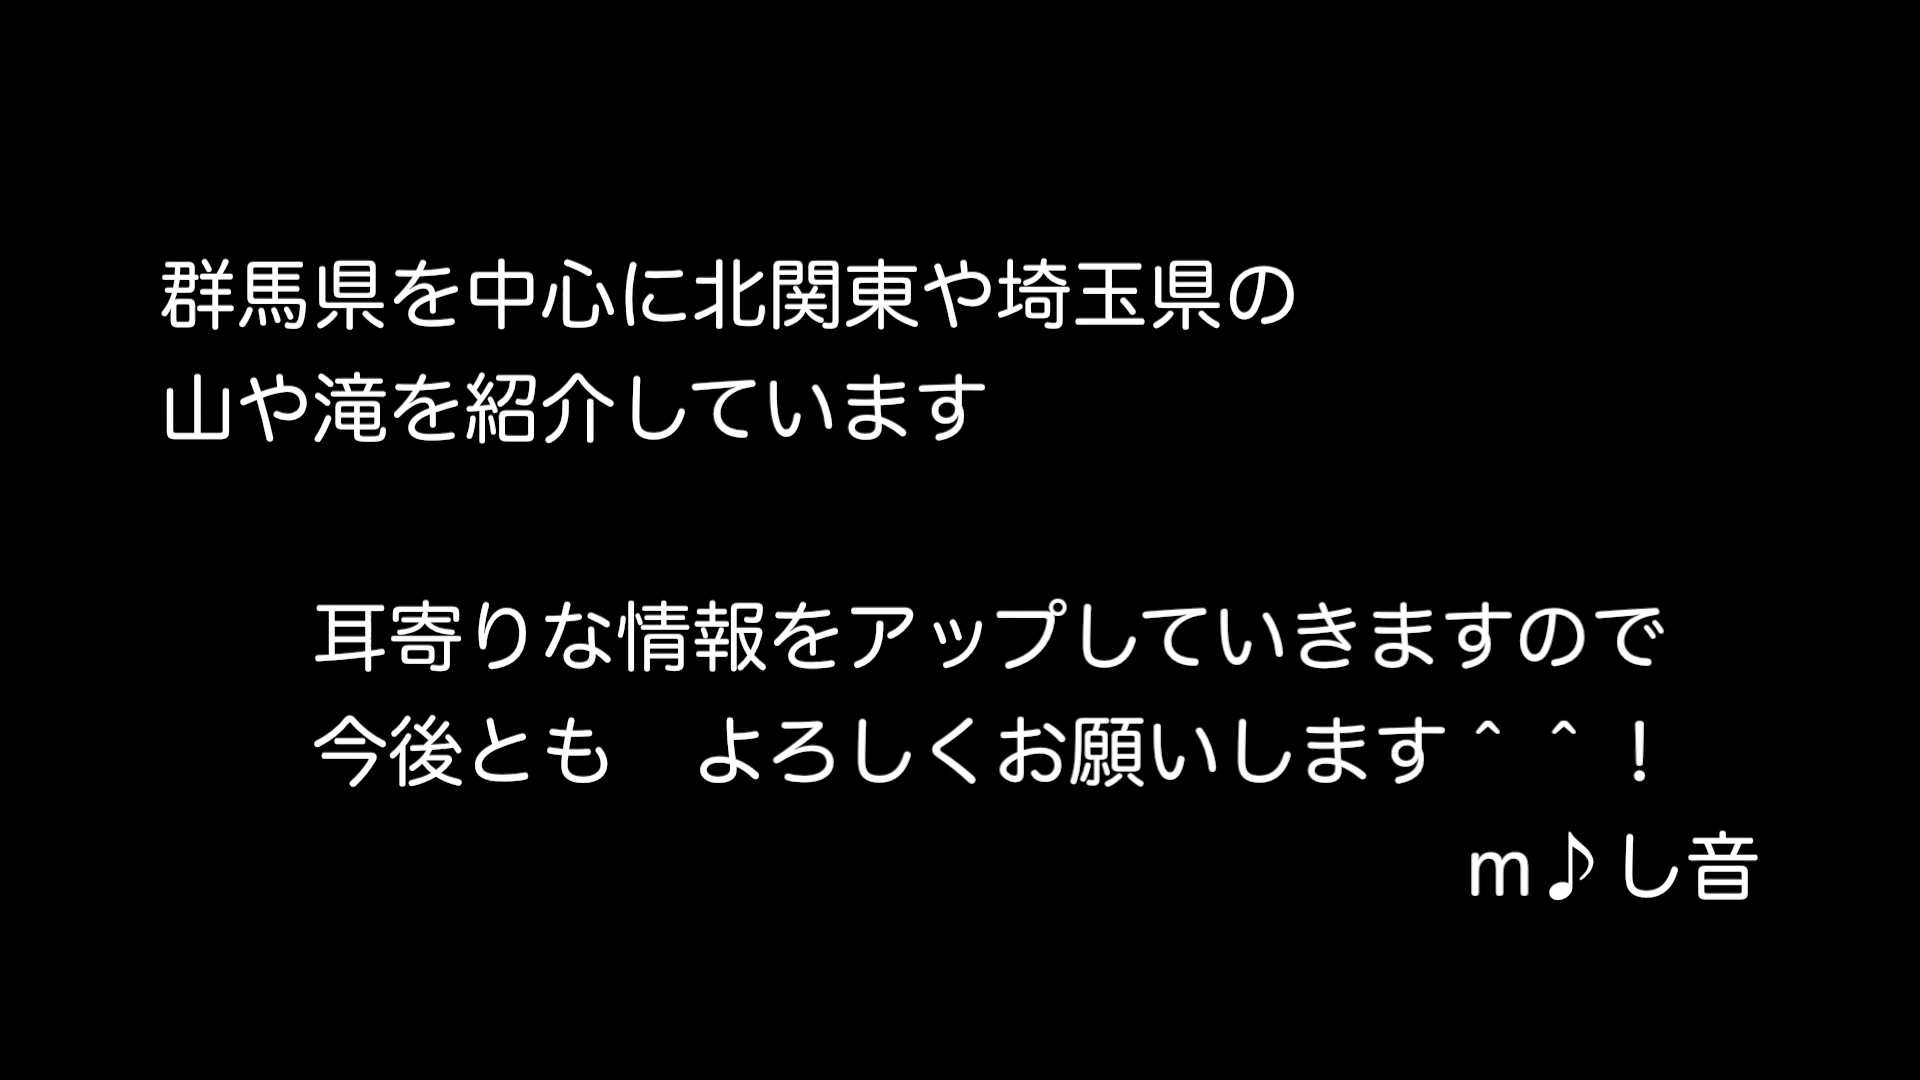 群馬県を中心に北関東や埼玉県の
山や滝を紹介しています
耳寄りな情報をアップしていきますので
今後とも　よろしくお願いします＾＾！
m♪し音